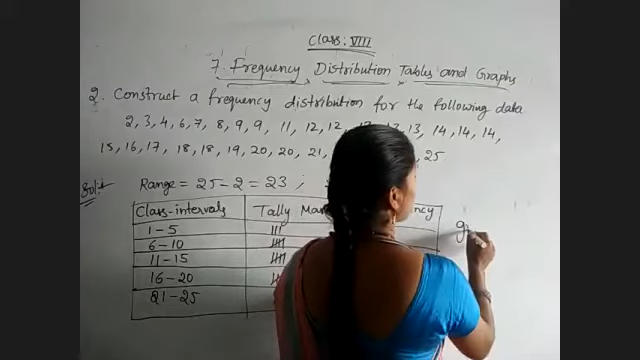 Class: VIII
7. Frequency Distribution Tables and Graphs
2. Construct a frequency distribution for the following data
2, 3, 4, 6, 7, 8, 9, 9, 11, 12, 12, 13, 14, 14, 14,
15, 16, 17, 18, 18, 19, 20, 20, 21 25
Sol:- Range = 25 - 2 = 23 ;
Class-intervals Tally
1 - 5 |||
6 - 10
11 - 15
16 - 20
21 - 25